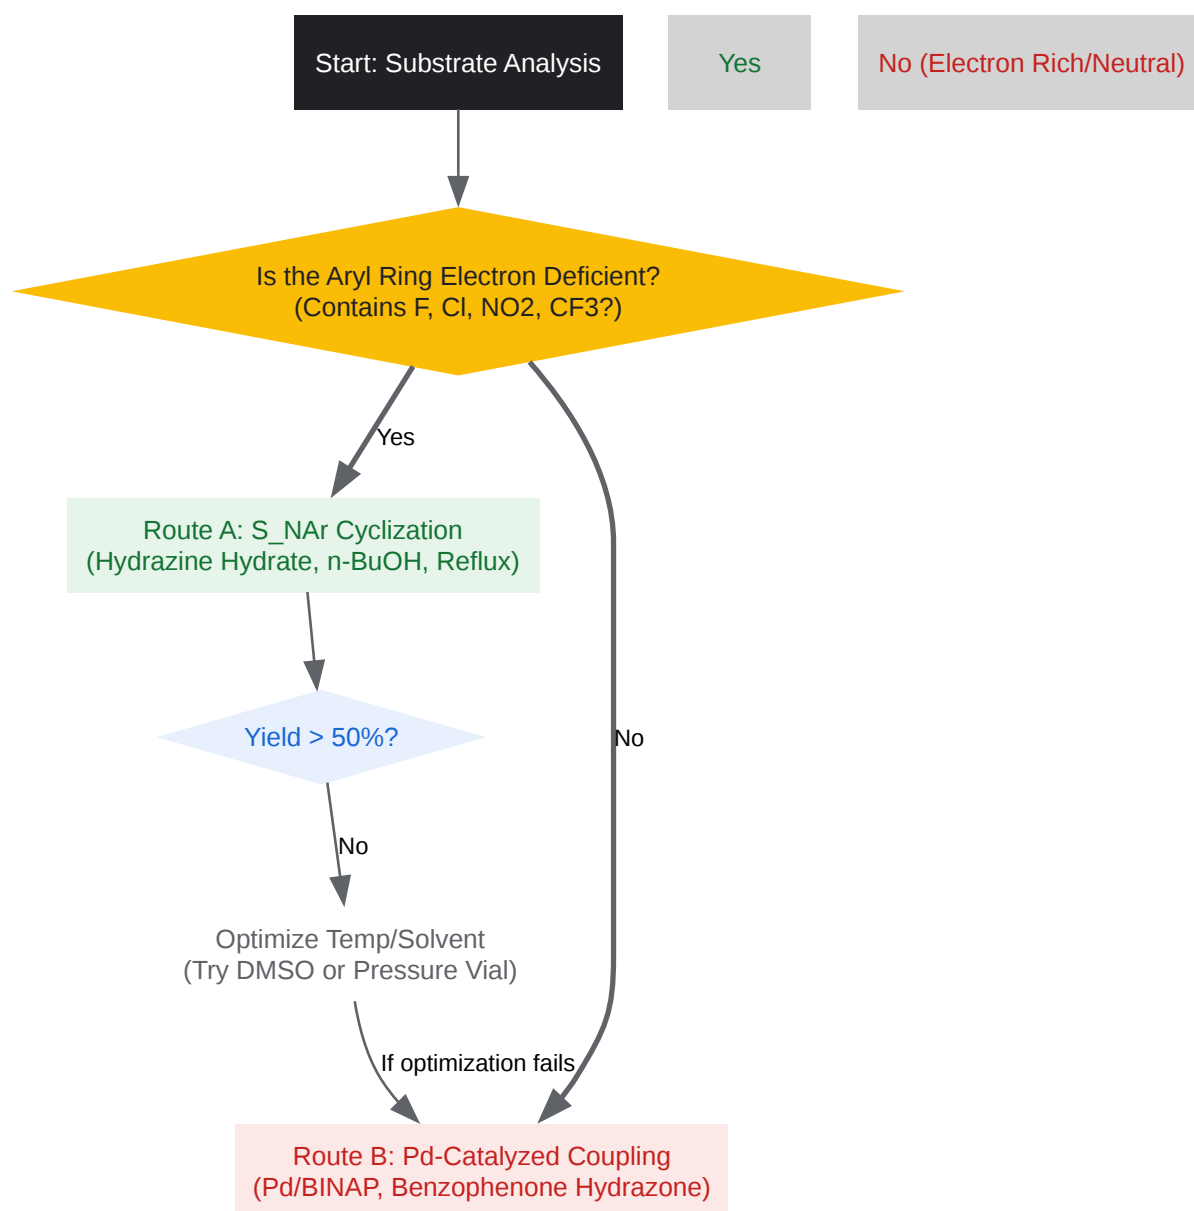 Start: Substrate Analysis
Yes
No (Electron Rich/Neutral)
Is the Aryl Ring Electron Deficient?
(Contains F, Cl, NO2, CF3?)
Yes
Route A: S_NAr Cyclization
(Hydrazine Hydrate, n-BuOH, Reflux)
Yield > 50%?
No
No
Optimize Temp/Solvent
(Try DMSO or Pressure Vial)
If optimization fails
Route B: Pd-Catalyzed Coupling
(Pd/BINAP, Benzophenone Hydrazone)